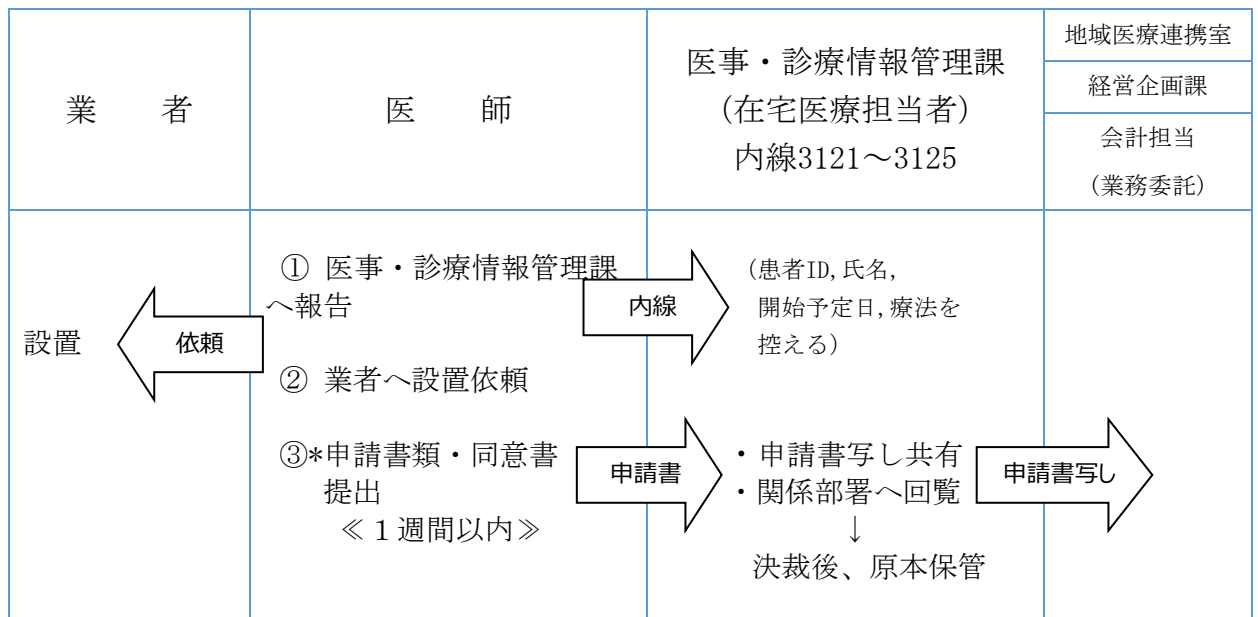 業　　者
医　　師
医事・診療情報管理課
（在宅医療担当者）
内線3121～3125
地域医療連携室
経営企画課
会計担当
（業務委託）
設置
依頼
① 医事・診療情報管理課
へ報告
② 業者へ設置依頼
③*申請書類・同意書
提出
≪１週間以内≫
内線
申請書
（患者ID,氏名,
開始予定日,療法を
控える）
・申請書写し共有
・関係部署へ回覧
↓
決裁後、原本保管
申請書写し